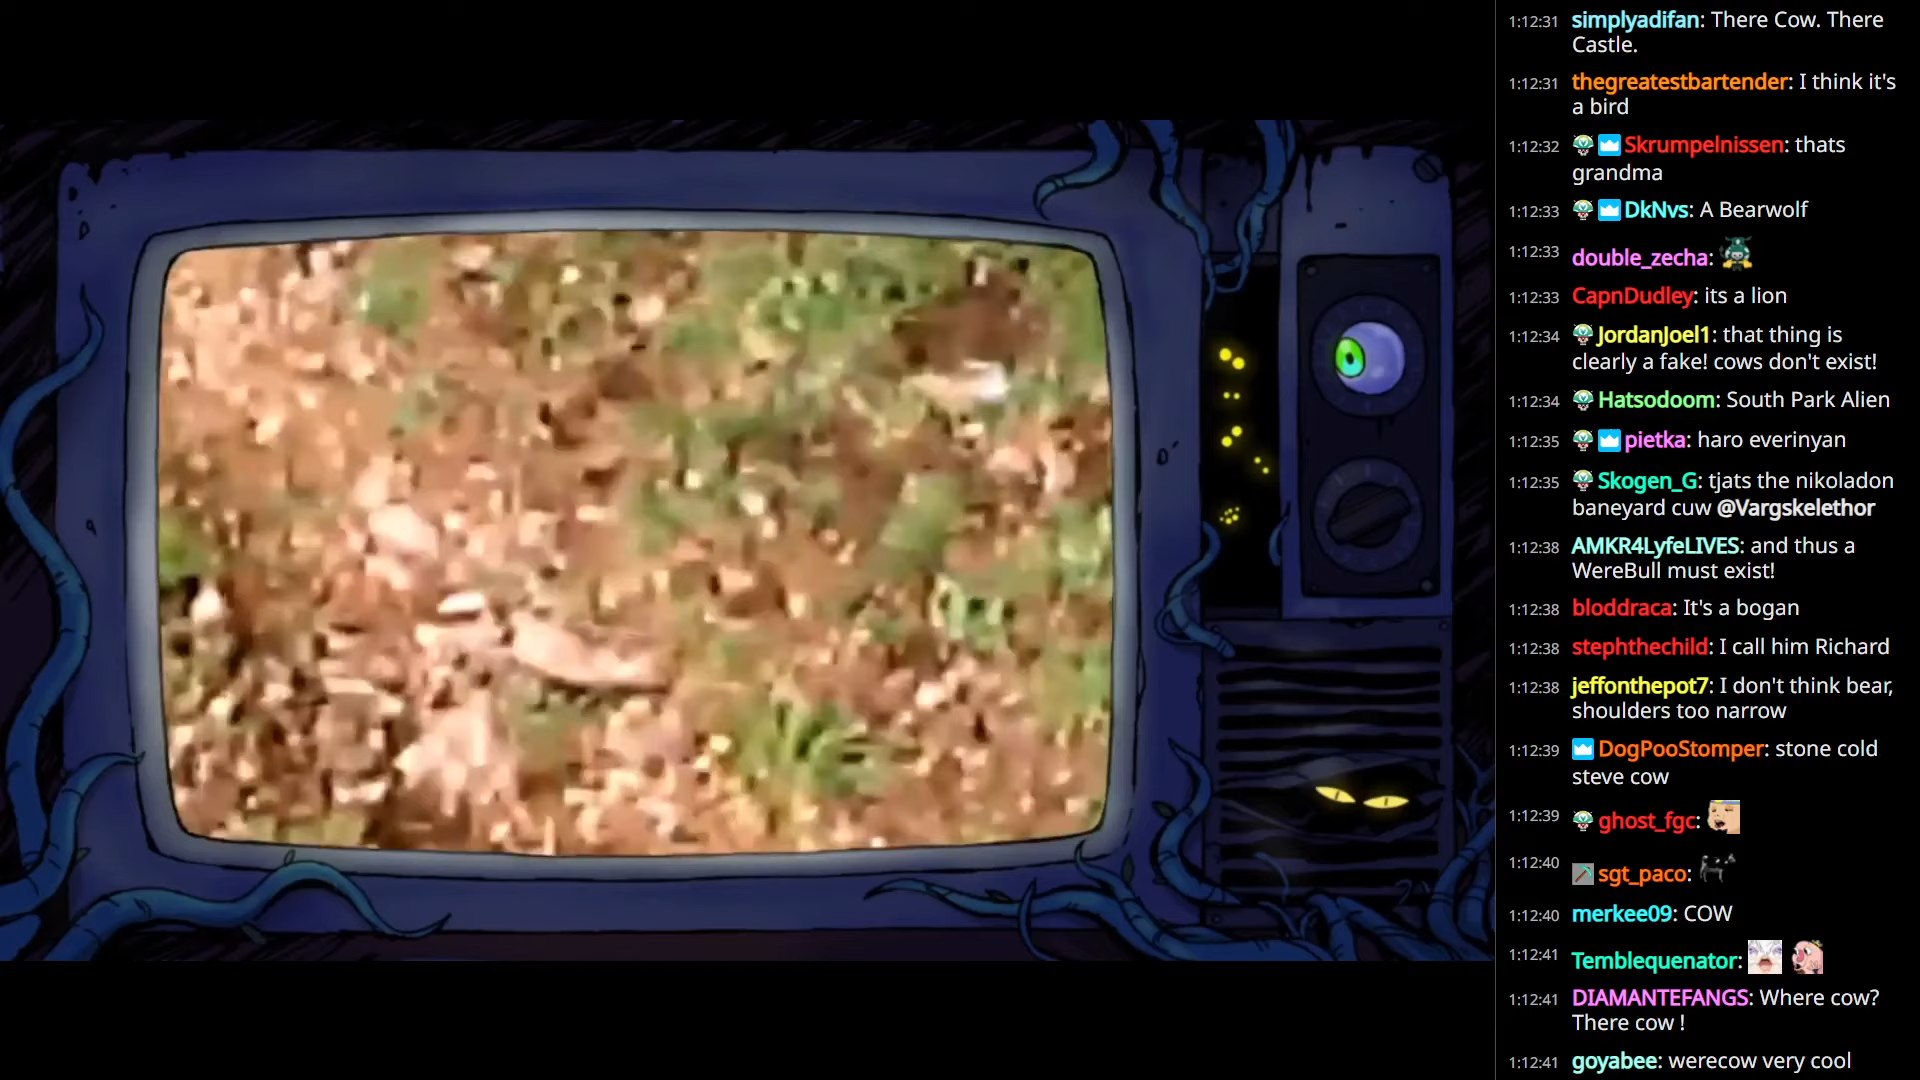 1:12:31 simplyadifan: There Cow. There
Castle.
1:12:31 thegreatestbartender: I think it's
a bird
1:12:32 Skrumpelnissen: thats
grandma
1:12:33 DkNvs: A Bearwolf
1:12:33 double_zecha:
1:12:33 CapnDudley: its a lion
1:12:34 JordanJoel1: that thing is
clearly a fake! cows don't exist!
1:12:34 Hatsodoom: South Park Alien
1:12:35 pietka: haro everinyan
1:12:35 Skogen_G: tjats the nikoladon
baneyard cuw @Vargskelethor
1:12:38 AMKR4LyfeLIVES: and thus a
WereBull must exist!
1:12:38 bloddraca: It's a bogan
1:12:38 stephthechild: I call him Richard
1:12:38 jeffonthepot7: I don't think bear,
shoulders too narrow
1:12:39 DogPooStomper: stone cold
steve cow
1:12:39 ghost_fgc:
1:12:40 sgt_paco:
1:12:40 merkee09: COW
1:12:41 Temblequenator:
1:12:41 DIAMANTEFANGS: Where cow?
There cow !
1:12:41 goyabee: werecow very cool